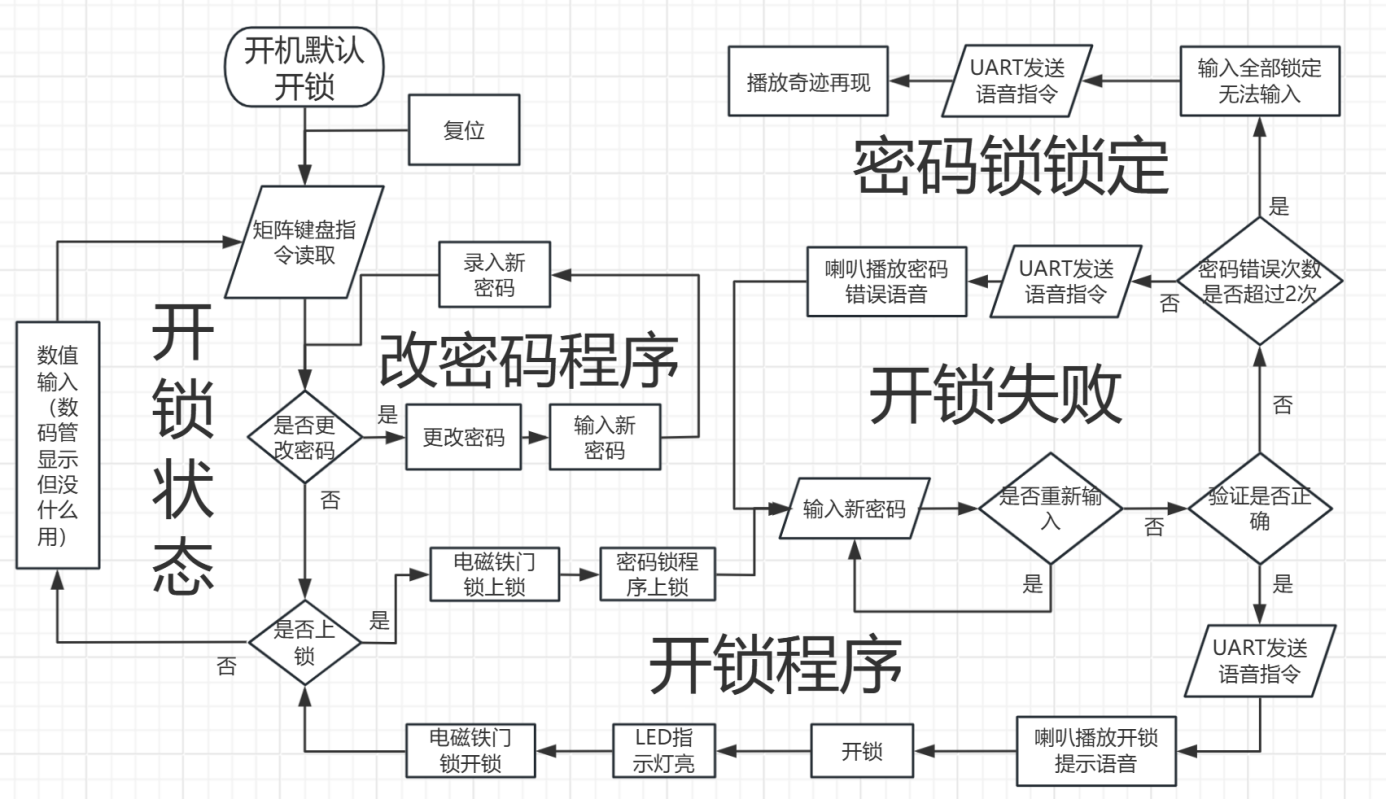 开机默认
开锁
复位
矩阵键盘指
令读取
录入新
密码
数值
输入
（数
码管
显示
但没
什么
用）
开
锁
状
态
改密码程序
是否更
改密码
是
更改密码
输入新
密码
否
是否上
锁
是
否
电磁铁门
锁上锁
密码锁程
序上锁
播放奇迹再现
UART发送
语音指令
输入全部锁定
无法输入
密码锁锁定
是
喇叭播放密码
错误语音
UART发送
语音指令
否
密码错误次数
是否超过2次
开锁失败
否
输入新密码
是否重新输
入
否
验证是否正
确
是
是
开锁程序
UART发送
语音指令
电磁铁门
锁开锁
LED指
示灯亮
开锁
喇叭播放开锁
提示语音